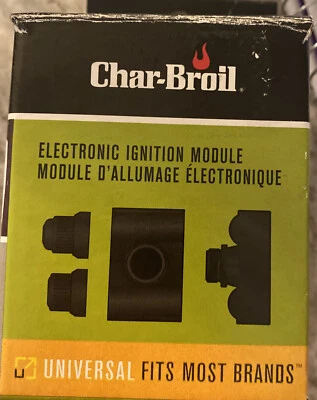 Char-Broil
ELECTRONIC IGNITION MODULE
MODULE D'ALLUMAGE ÉLECTRONIQUE
UNIVERSAL FITS MOST BRANDS™